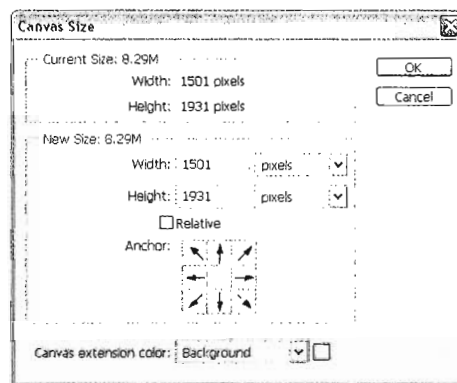 Canvas Size
Current Size: 8.29M
OK
Width: 1501 pixels
Cancel
Height: 1931 pixels
New Size: 8.29M
Width: 1501 pixels
Height: 1931 pixels
Relative
Anchor:
Canvas extension color: Background